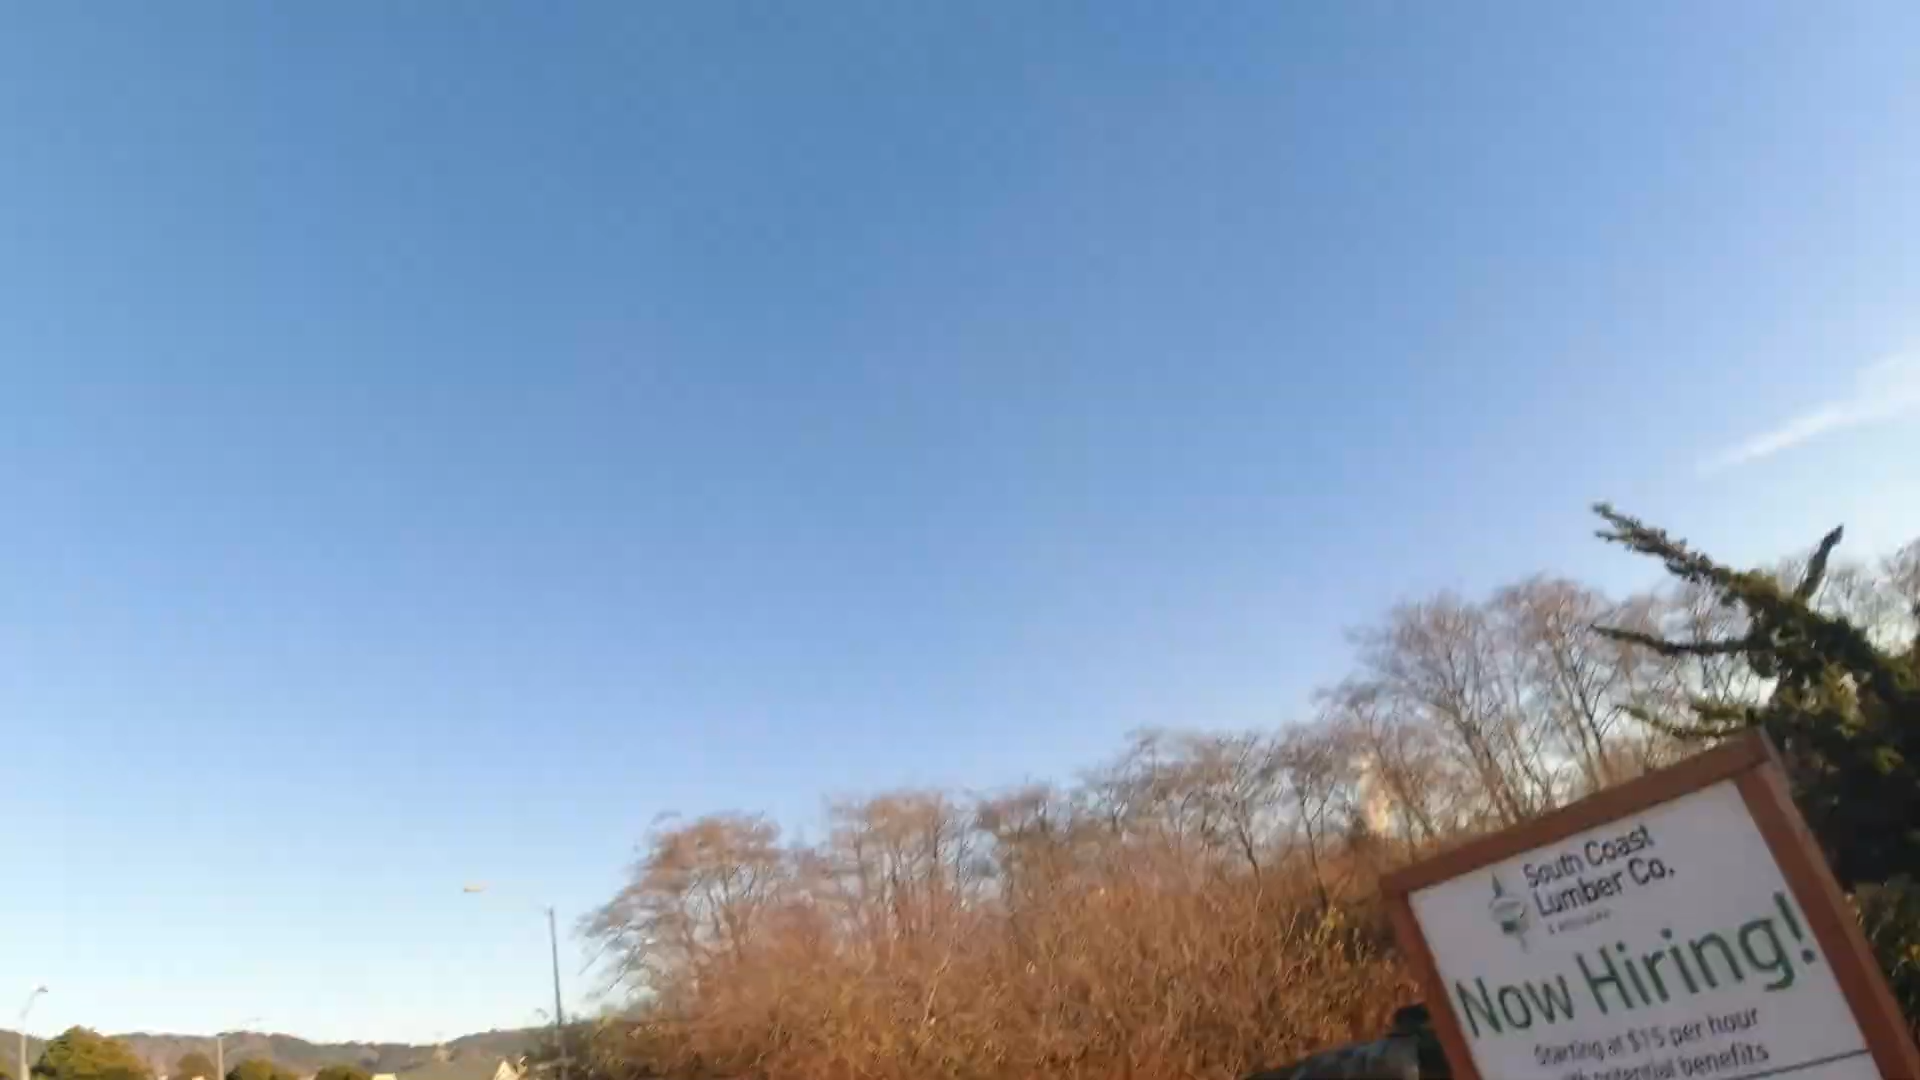 South Coast
Lumber Co.
Now Hiring!
Starting at $15 per hour
potential benefits